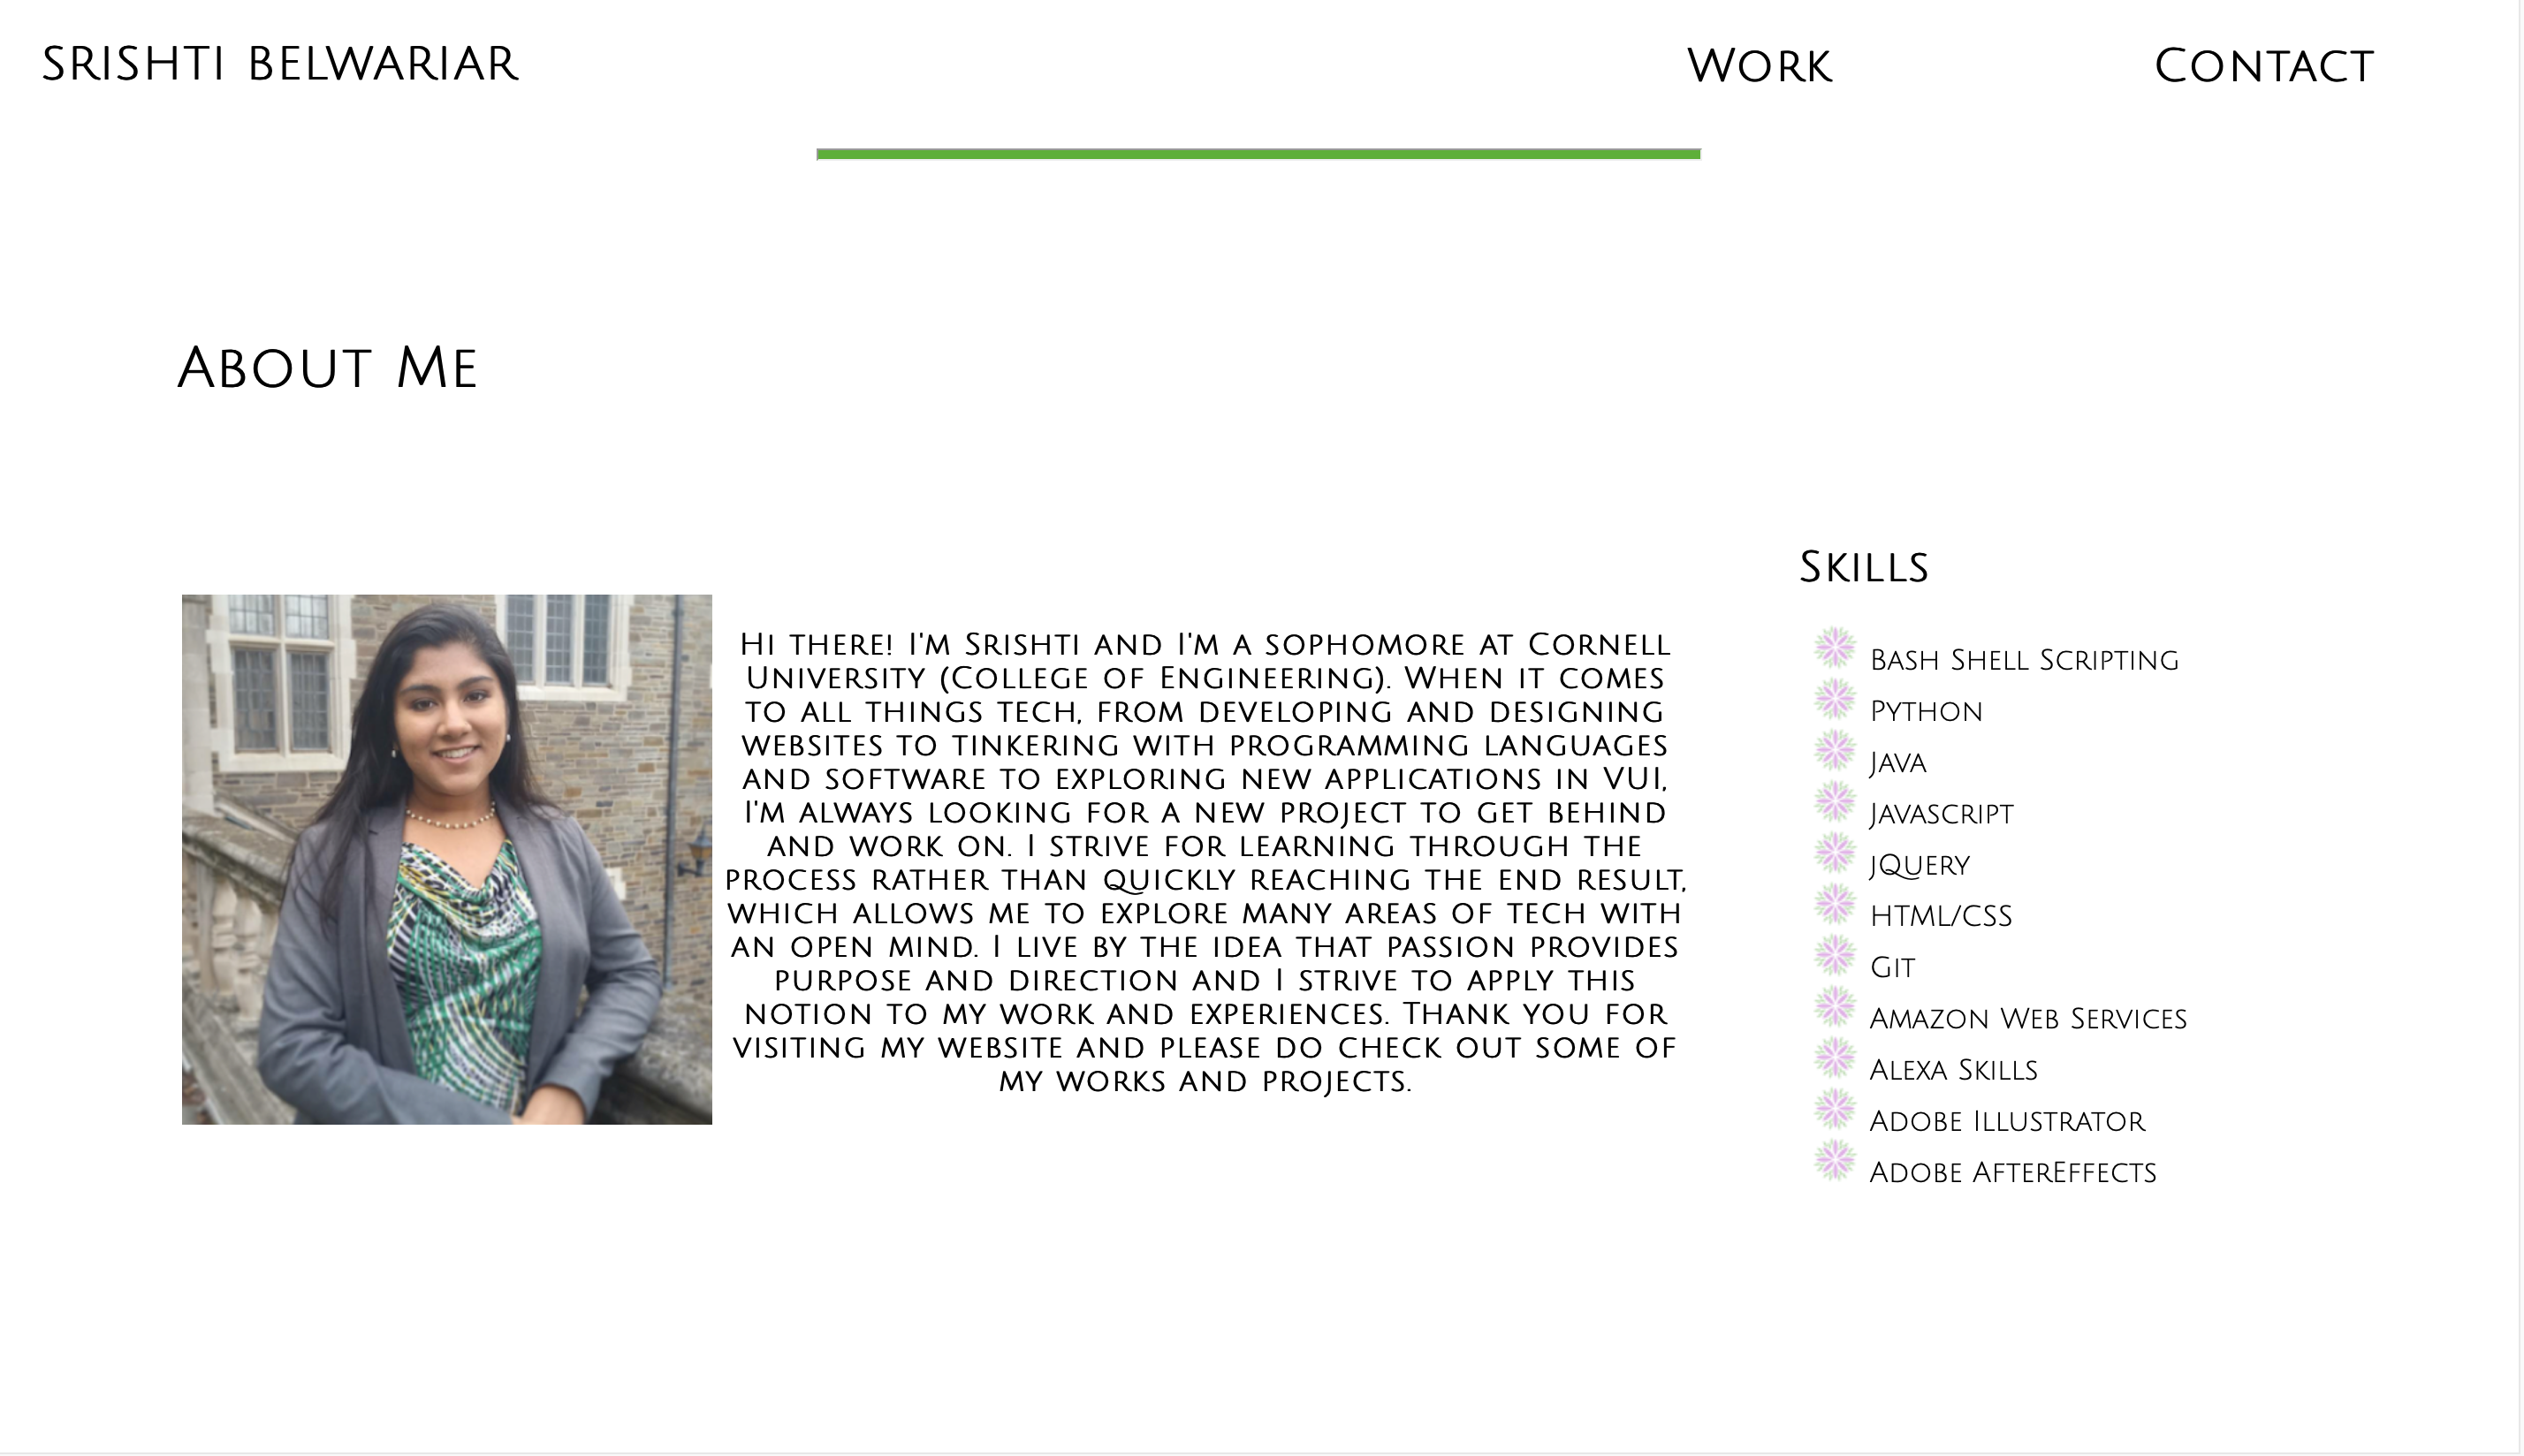 SRISHTI BELWARIAR
Work
Contact
About Me
Hi there! I'm Srishti and I'm a sophomore at Cornell
University (College of Engineering). When it comes
to all things tech, from developing and designing
websites to tinkering with programming languages
and software to exploring new applications in VUI,
I'm always looking for a new project to get behind
and work on. I strive for learning through the
process rather than quickly reaching the end result,
which allows me to explore many areas of tech with
an open mind. I live by the idea that passion provides
purpose and direction and I strive to apply this
notion to my work and experiences. Thank you for
visiting my website and please do check out some of
my works and projects.
Skills
Bash Shell Scripting
Python
Java
Javascript
jQuery
HTML/CSS
Git
Amazon Web Services
Alexa Skills
Adobe Illustrator
Adobe AfterEffects